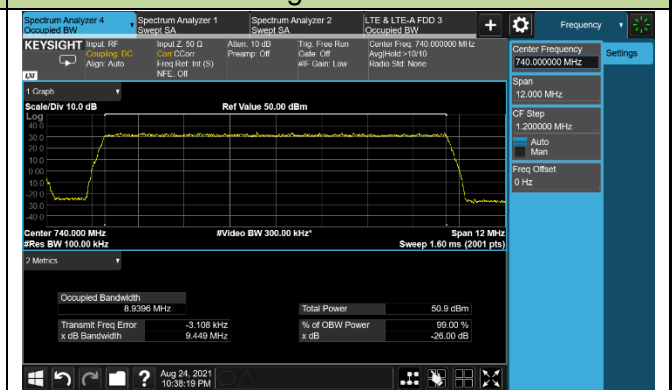 Spectrum Analyzer 4
Occupied BW
Spectrum Analyzer 1
Swept SA
Spectrum Analyzer 2
Swept SA
LTE & LTE-A FDD 3
Occupied BW
+
Frequency
KEYSIGHT
Input: RF
Coupling: DC
Align: Auto
Input Z: 50 Ω
Corr CCorr
Freq Ref: Int (S)
NFE: Off
Atten: 10 dB
Preamp: Off
Trig: Free Run
Gate: Off
#IF Gain: Low
Center Freq: 740.000000 MHz
Avg|Hold:>10/10
Radio Std: None
LXI
Center Frequency
740.000000 MHz
Settings
Span
12.000 MHz
CF Step
1.200000 MHz
Auto
Man
Freq Offset
0 Hz
1 Graph
Scale/Div 10.0 dB
Ref Value 50.00 dBm
Log
40.0
30.0
20.0
10.0
0.00
-10.0
-20.0
-30.0
-40.0
Center 740.000 MHz
#Video BW 300.00 kHz*
Span 12 MHz
#Res BW 100.00 kHz
Sweep 1.60 ms (2001 pts)
2 Metrics
Occupied Bandwidth
8.9396 MHz
Total Power
50.9 dBm
Transmit Freq Error
-3.108 kHz
% of OBW Power
99.00 %
x dB Bandwidth
9.449 MHz
x dB
-26.00 dB
?
Aug 24, 2021
10:38:19 PM